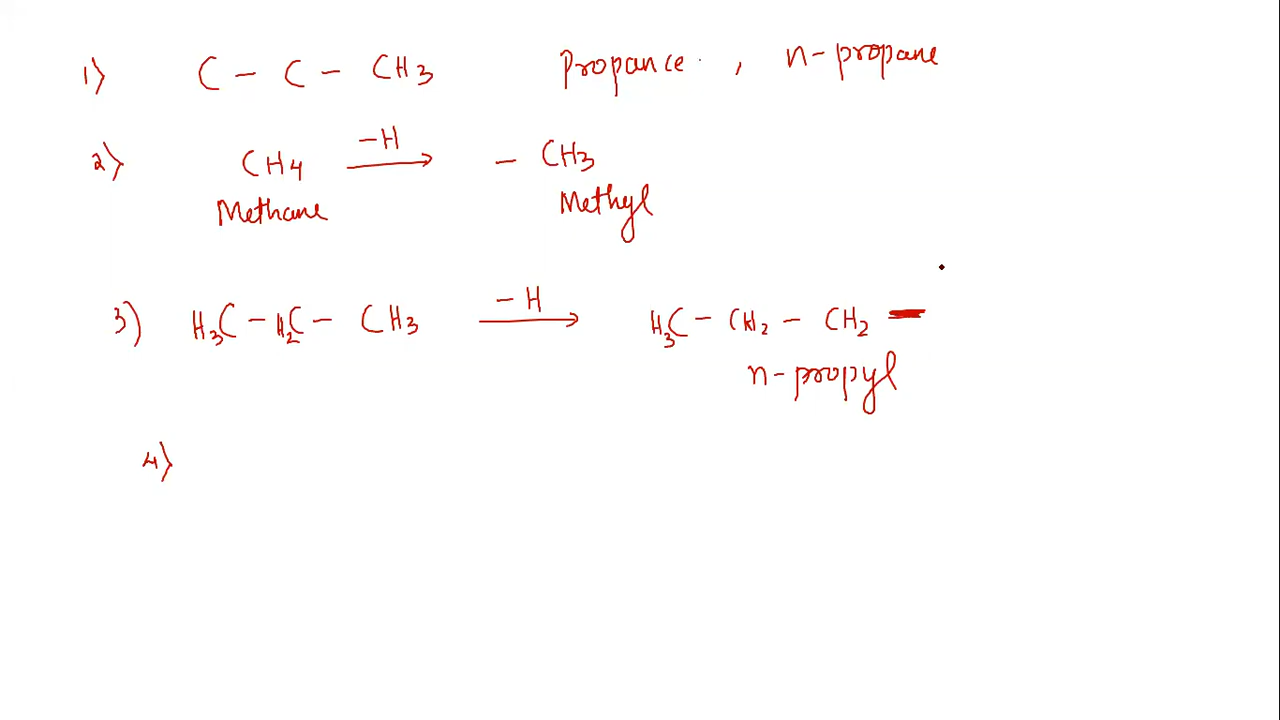 1) C - C - CH3 Propance , n-propane
2) CH4 -H → - CH3
Methane Methyl
3) H3C - H2C - CH3 -H → H3C - CH2 - CH2 -
n-propyl
4)